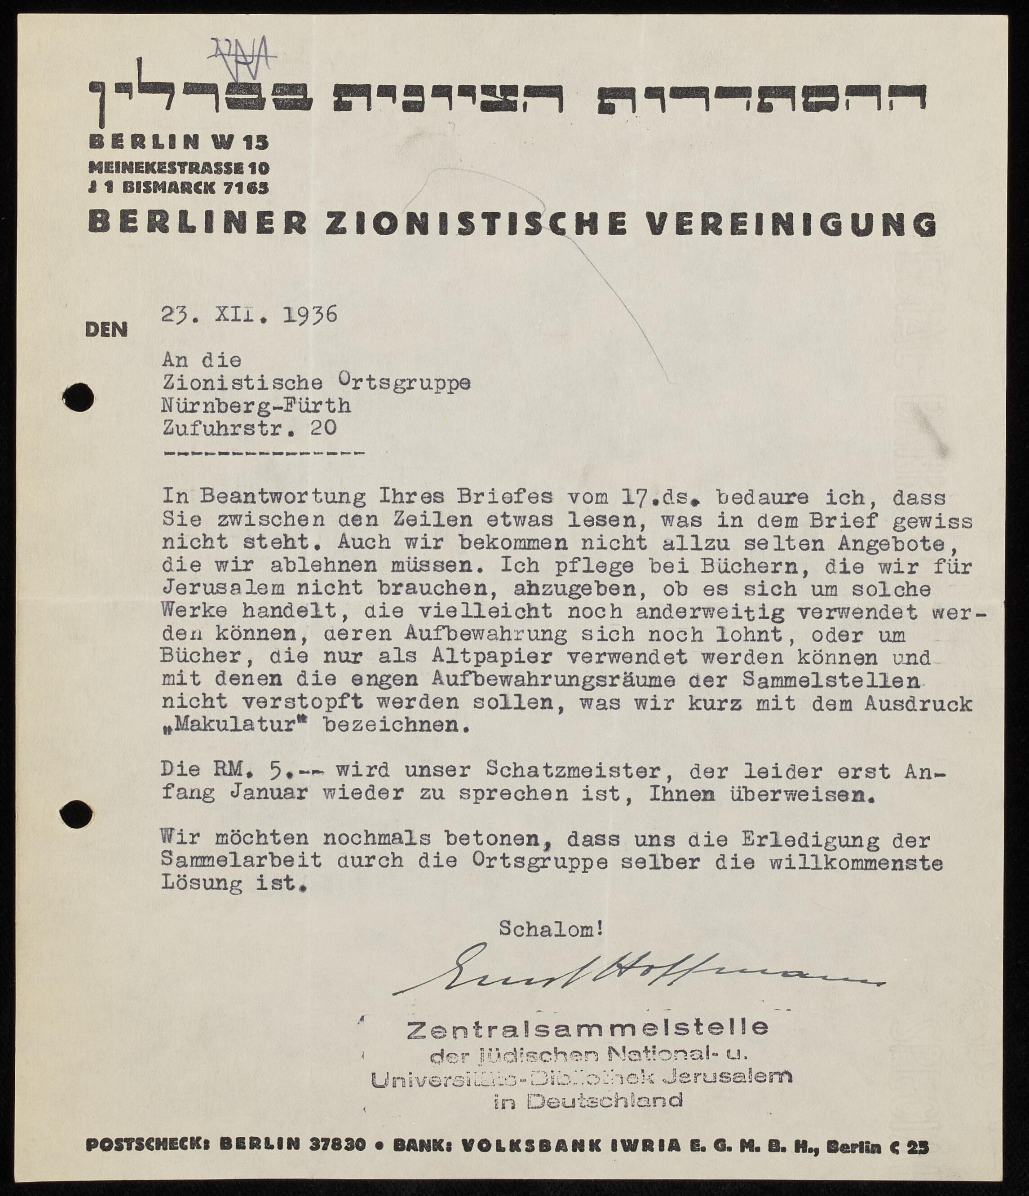 ההסתדרות הציונית בברלין
BERLIN W 15
MEINEKESTRASSE 10
J 1 BISMARCK 7165
BERLINER ZIONISTISCHE VEREINIGUNG
DEN 23. XII. 1936
An die
Zionistische Ortsgruppe
Nürnberg-Fürth
Zufuhrstr. 20
----------------
In Beantwortung Ihres Briefes vom 17.ds. bedaure ich, dass
Sie zwischen den Zeilen etwas lesen, was in dem Brief gewiss
nicht steht. Auch wir bekommen nicht allzu selten Angebote,
die wir ablehnen müssen. Ich pflege bei Büchern, die wir für
Jerusalem nicht brauchen, anzugeben, ob es sich um solche
Werke handelt, die vielleicht noch anderweitig verwendet wer-
den können, deren Aufbewahrung sich noch lohnt, oder um
Bücher, die nur als Altpapier verwendet werden können und
mit denen die engen Aufbewahrungsräume der Sammelstellen
nicht verstopft werden sollen, was wir kurz mit dem Ausdruck
„Makulatur" bezeichnen.
Die RM. 5.-- wird unser Schatzmeister, der leider erst An-
fang Januar wieder zu sprechen ist, Ihnen überweisen.
Wir möchten nochmals betonen, dass uns die Erledigung der
Sammelarbeit durch die Ortsgruppe selber die willkommenste
Lösung ist.
Schalom!
Ernst Hoffmann
Zentralsammelstelle
der jüdischen National- u.
Universitäts-Bibliothek Jerusalem
in Deutschland
POSTSCHECK: BERLIN 37830 • BANK: VOLKSBANK IWRIA E. G. M. B. H., Berlin C 25